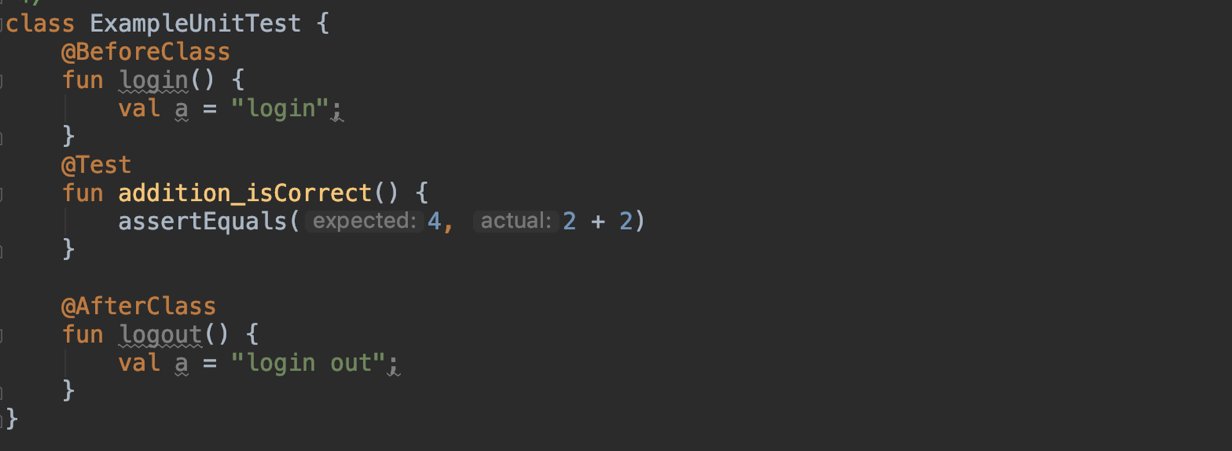 class ExampleUnitTest {
@BeforeClass
fun login() {
val a = "login";
}
@Test
fun addition_isCorrect() {
assertEquals( expected: 4, actual: 2 + 2)
}
@AfterClass
fun logout() {
val a = "login out";
}
}